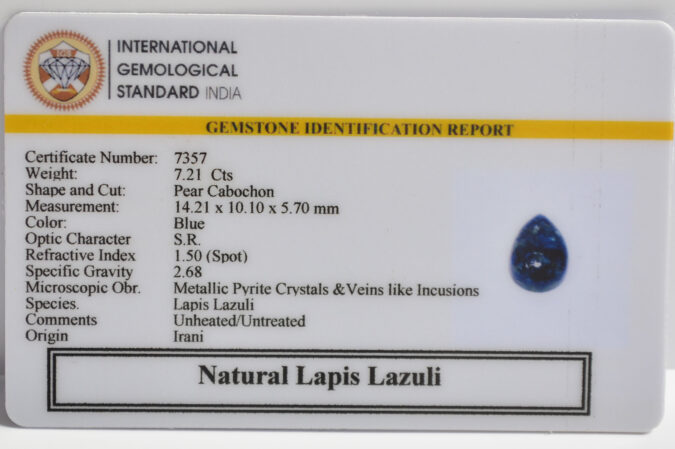 IGS
INTERNATIONAL
GEMOLOGICAL
STANDARD INDIA
GEMSTONE IDENTIFICATION REPORT
Certificate Number: 7357
Weight: 7.21 Cts
Shape and Cut: Pear Cabochon
Measurement: 14.21 x 10.10 x 5.70 mm
Color: Blue
Optic Character S.R.
Refractive Index 1.50 (Spot)
Specific Gravity 2.68
Microscopic Obr. Metallic Pyrite Crystals &Veins like Incusions
Species. Lapis Lazuli
Comments Unheated/Untreated
Origin Irani
Natural Lapis Lazuli